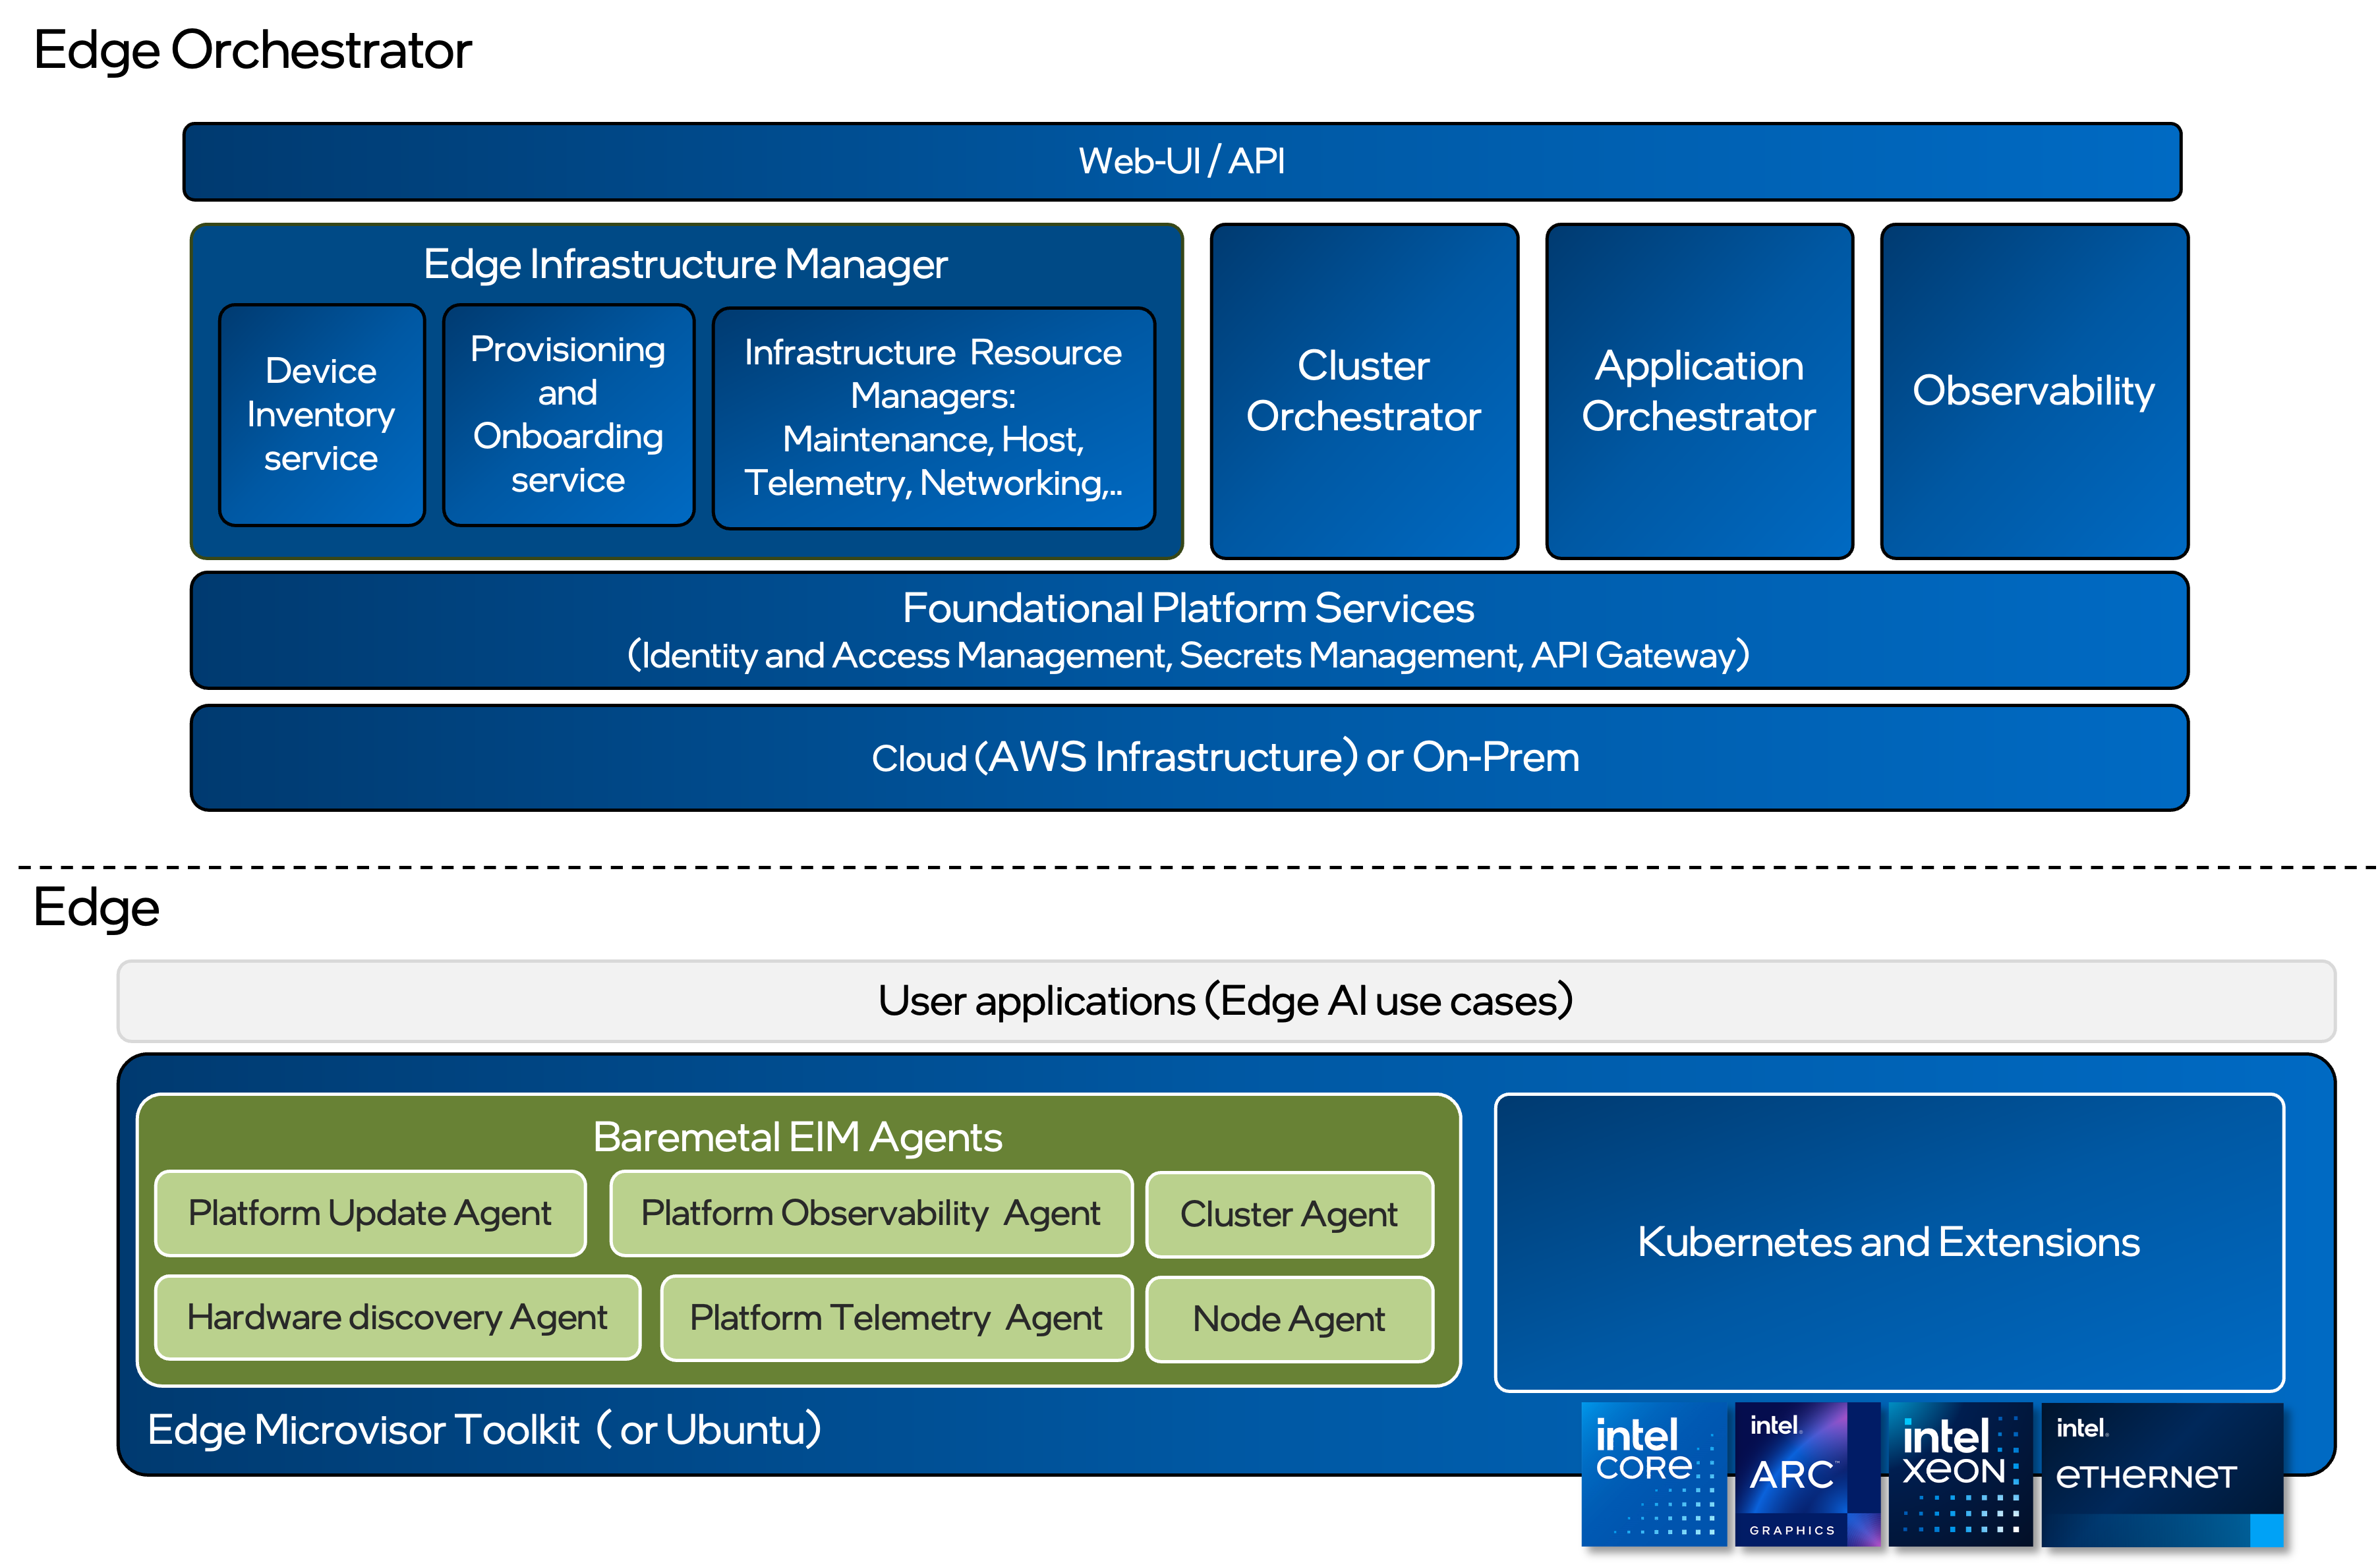 Edge Orchestrator
Web-UI / API
Edge Infrastructure Manager
Device
Inventory
service
Provisioning
and
Onboarding
service
Infrastructure Resource
Managers:
Maintenance, Host,
Telemetry, Networking,..
Cluster
Orchestrator
Application
Orchestrator
Observability
Foundational Platform Services
(Identity and Access Management, Secrets Management, API Gateway)
Cloud (AWS Infrastructure) or On-Prem
Edge
User applications (Edge AI use cases)
Baremetal EIM Agents
Platform Update Agent
Platform Observability Agent
Cluster Agent
Hardware discovery Agent
Platform Telemetry Agent
Node Agent
Kubernetes and Extensions
Edge Microvisor Toolkit ( or Ubuntu)
intel
CORe
intel.
ARC™
GRAPHICS
intel
xeon
intel.
eTHeRNeT